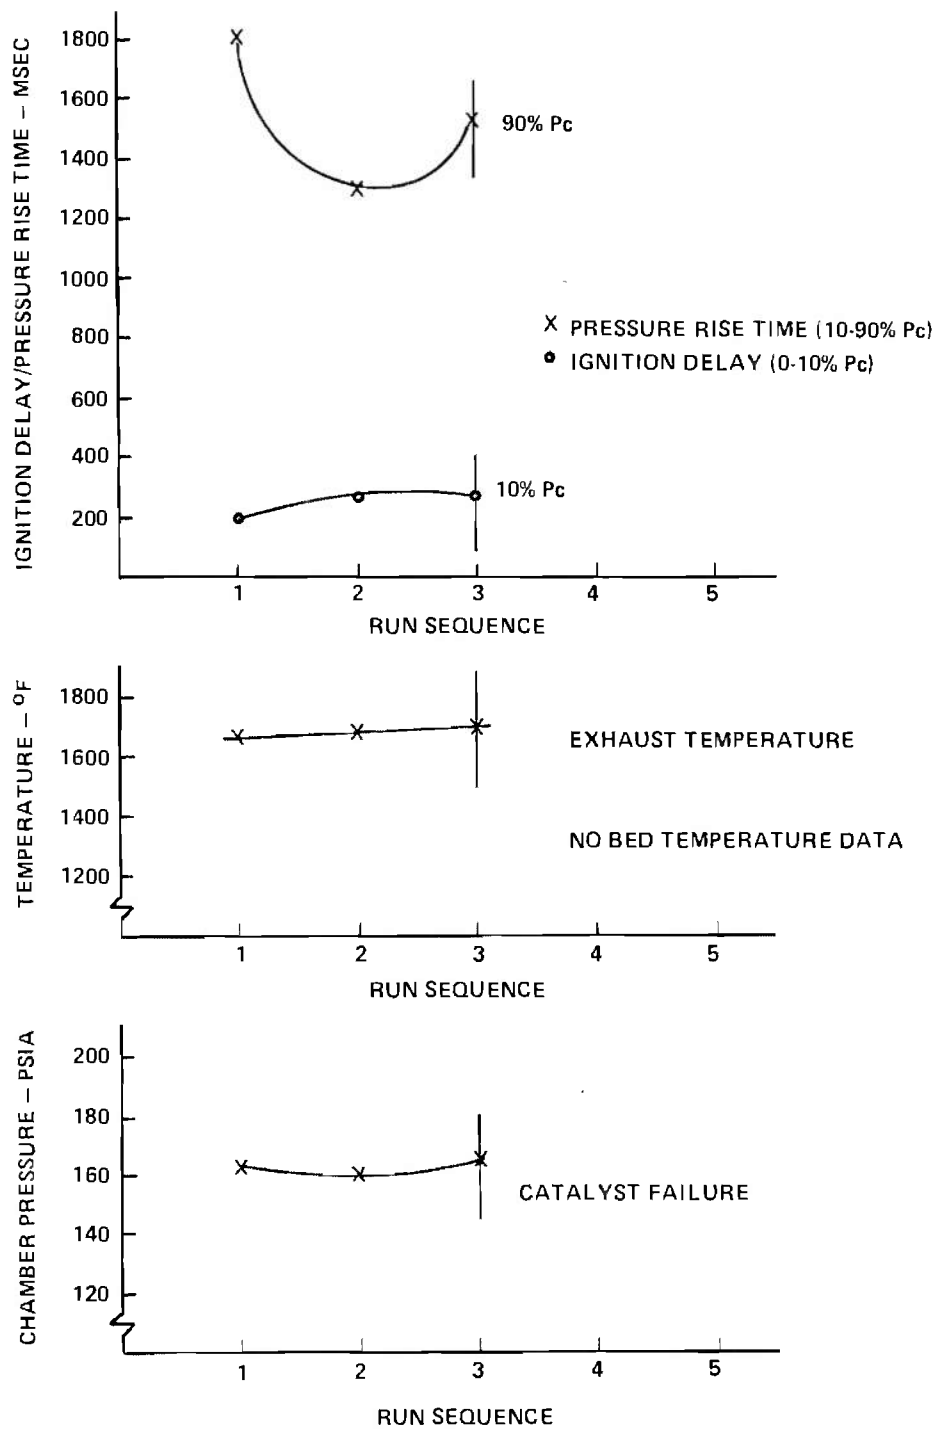 IGNITION DELAY/PRESSURE RISE TIME – MSEC
1800
1600
1400
1200
1000
800
600
400
200
90% Pc
X PRESSURE RISE TIME (10-90% Pc)
o IGNITION DELAY (0-10% Pc)
10% Pc
1 2 3 4 5
RUN SEQUENCE
TEMPERATURE – °F
1800
1600
1400
1200
EXHAUST TEMPERATURE
NO BED TEMPERATURE DATA
1 2 3 4 5
RUN SEQUENCE
CHAMBER PRESSURE – PSIA
200
180
160
140
120
CATALYST FAILURE
1 2 3 4 5
RUN SEQUENCE